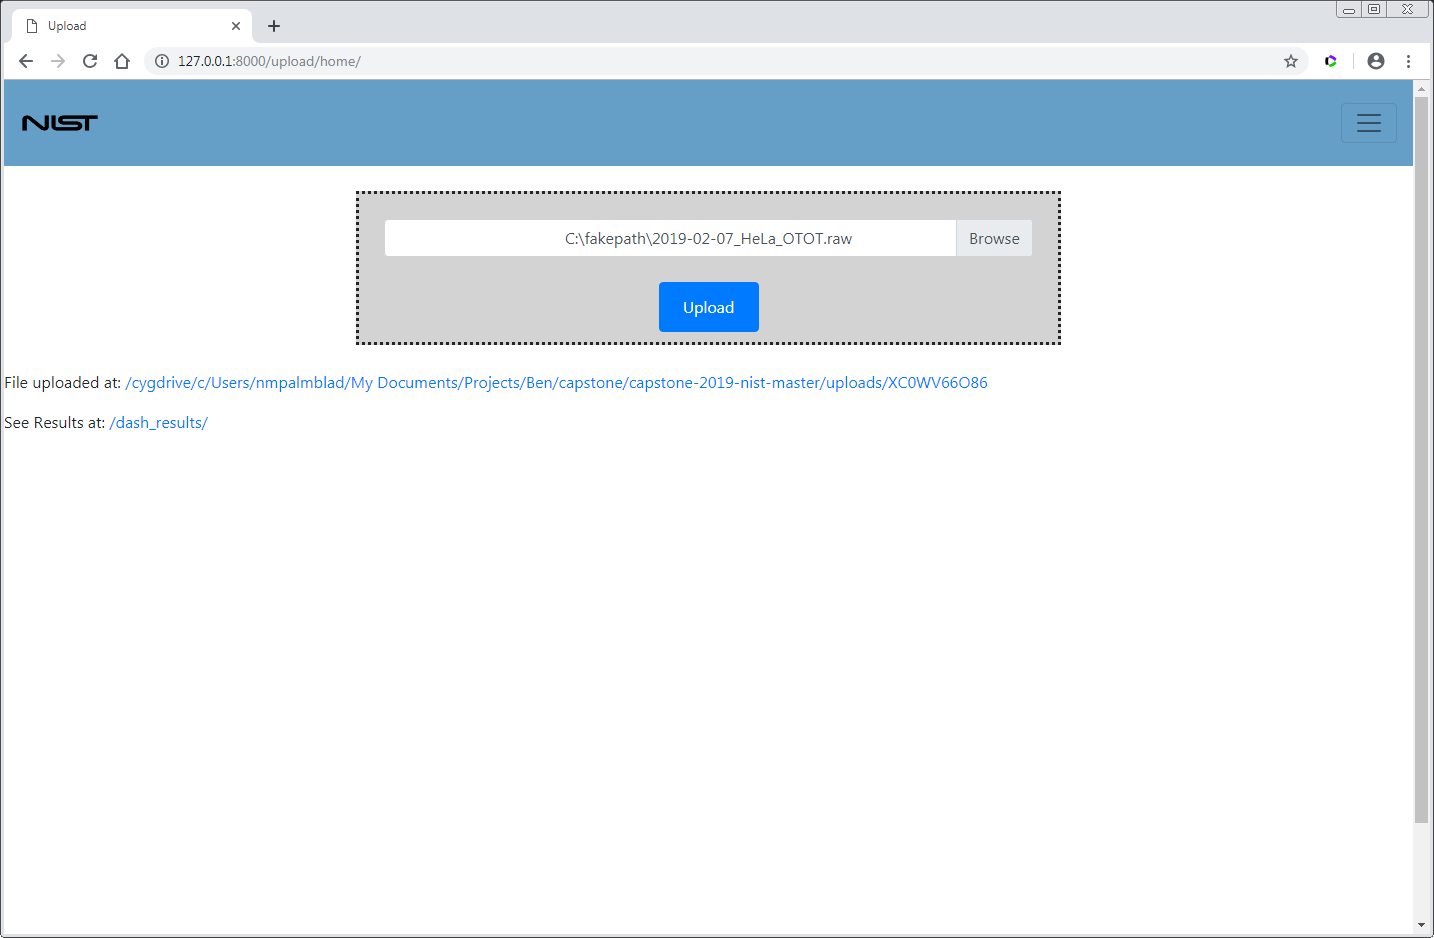 Upload
127.0.0.1:8000/upload/home/
NIST
C:\fakepath\2019-02-07_HeLa_OTOT.raw
Browse
Upload
File uploaded at: /cygdrive/c/Users/nmpalmblad/My Documents/Projects/Ben/capstone/capstone-2019-nist-master/uploads/XC0WV66O86
See Results at: /dash_results/